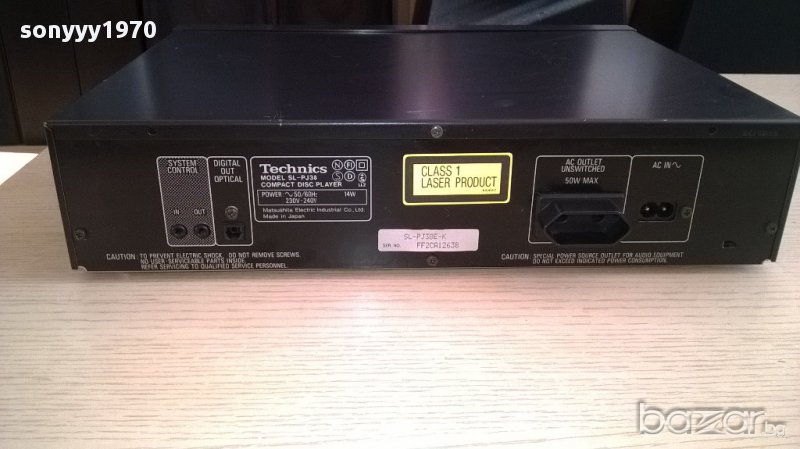 sonyyy1970
SYSTEM CONTROL
IN OUT
DIGITAL OUT OPTICAL
Technics
MODEL SL-PJ38
COMPACT DISC PLAYER
POWER ~ 50/60Hz 14W
230V-240V
Matsushita Electric Industrial Co., Ltd.
Made in Japan
N FI
S D
CLASS 1
LASER PRODUCT
AC OUTLET
UNSWITCHED
50W MAX
AC IN ~
SL-PJ38E-K
SER NO. FF2CA12638
CAUTION: TO PREVENT ELECTRIC SHOCK, DO NOT REMOVE SCREWS.
NO USER-SERVICEABLE PARTS INSIDE.
REFER SERVICING TO QUALIFIED SERVICE PERSONNEL.
CAUTION: SPECIAL POWER SOURCE OUTLET FOR AUDIO EQUIPMENT
DO NOT EXCEED INDICATED POWER CONSUMPTION.
bazar.bg